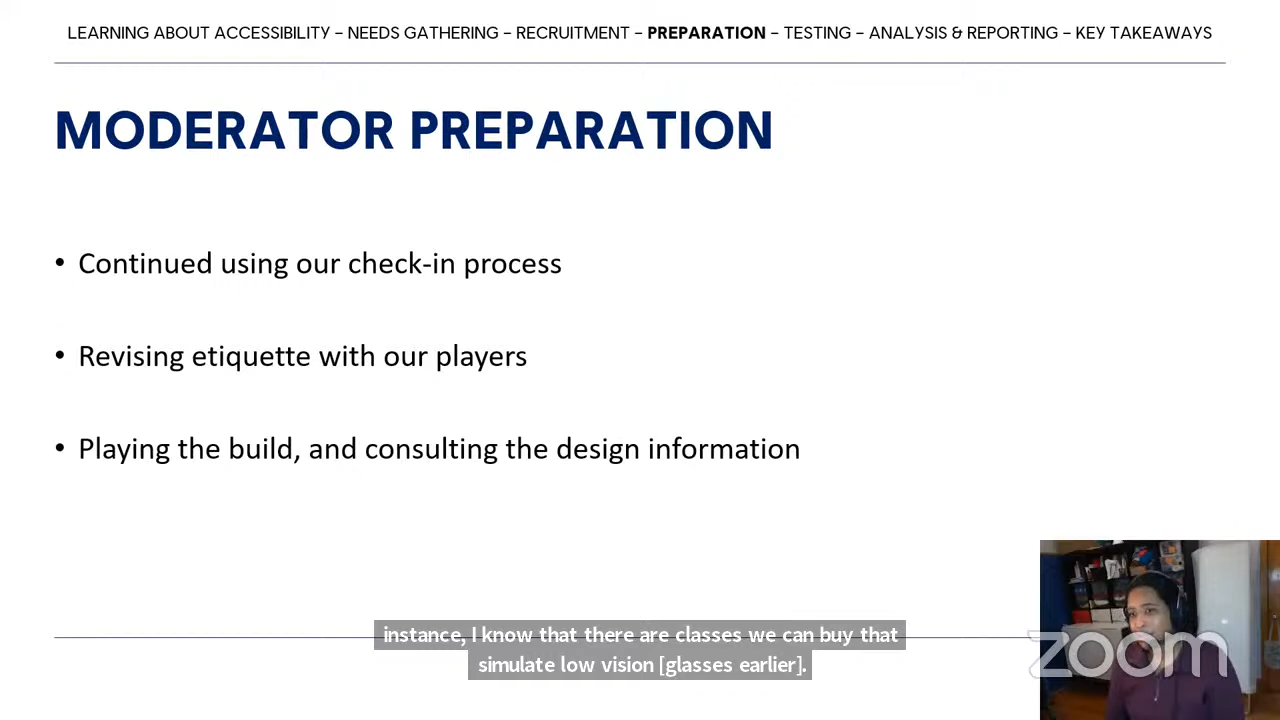 LEARNING ABOUT ACCESSIBILITY – NEEDS GATHERING – RECRUITMENT – PREPARATION – TESTING – ANALYSIS & REPORTING – KEY TAKEAWAYS
MODERATOR PREPARATION
• Continued using our check-in process
• Revising etiquette with our players
• Playing the build, and consulting the design information
instance, I know that there are classes we can buy that
simulate low vision [glasses earlier].
zoom